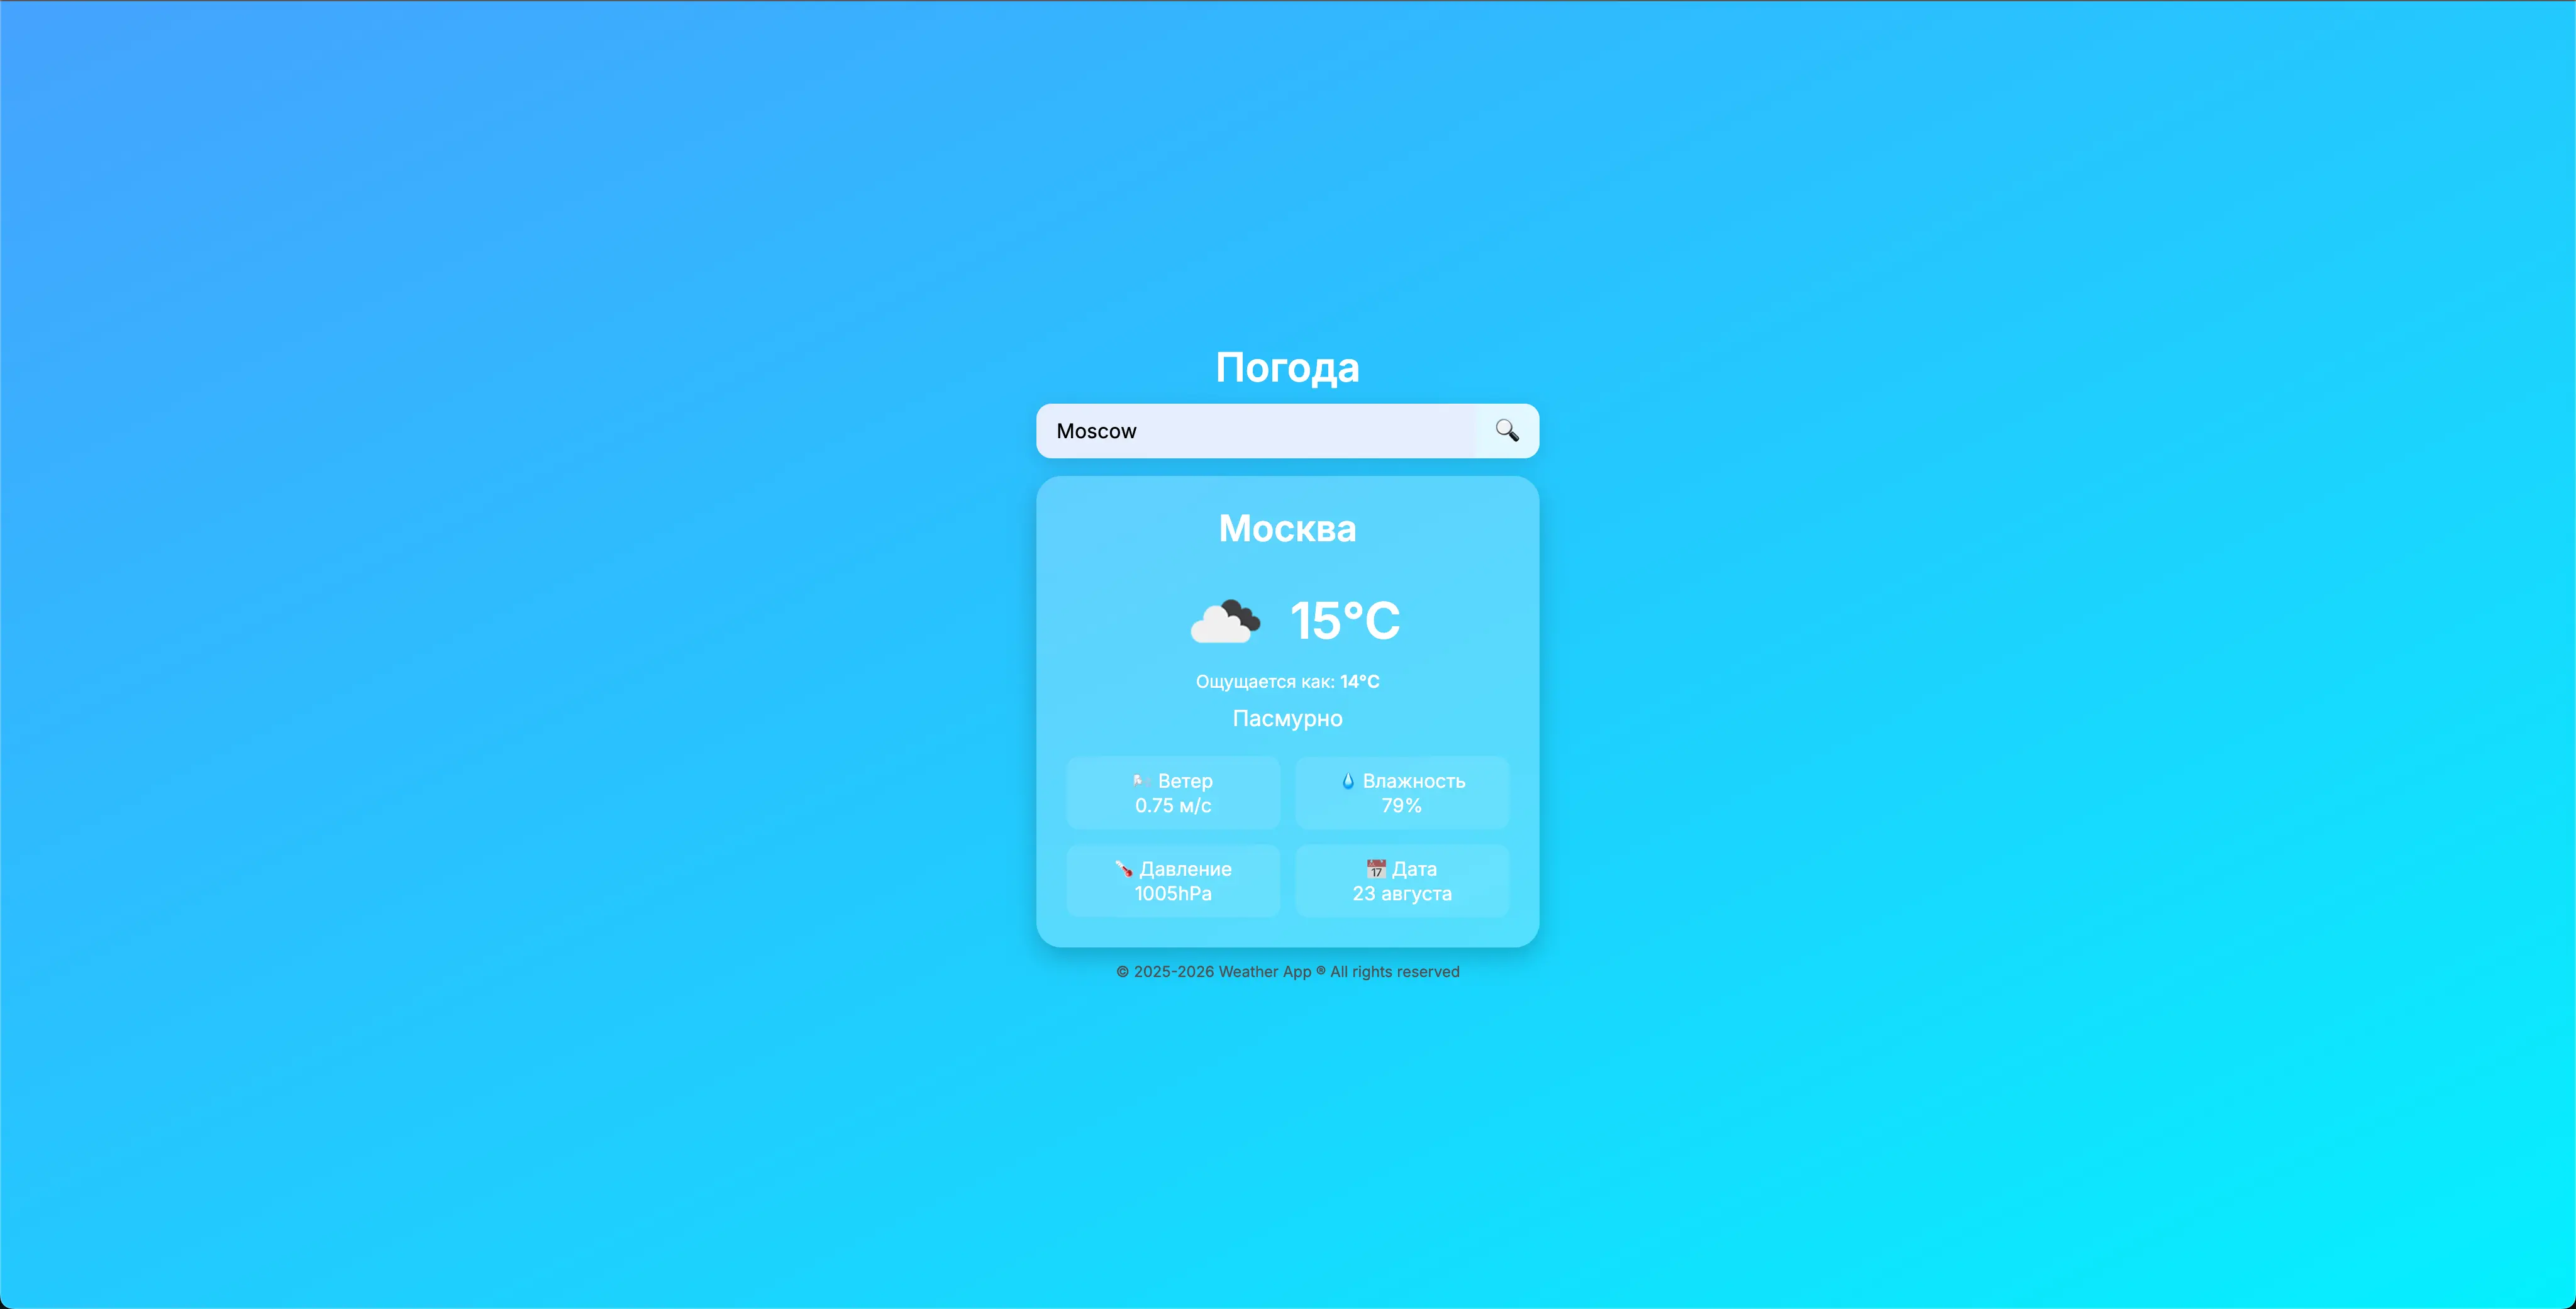 Погода
Moscow
Москва
15°C
Ощущается как: 14°C
Пасмурно
Ветер
0.75 м/с
Влажность
79%
Давление
1005hPa
17 Дата
23 августа
© 2025-2026 Weather App ® All rights reserved